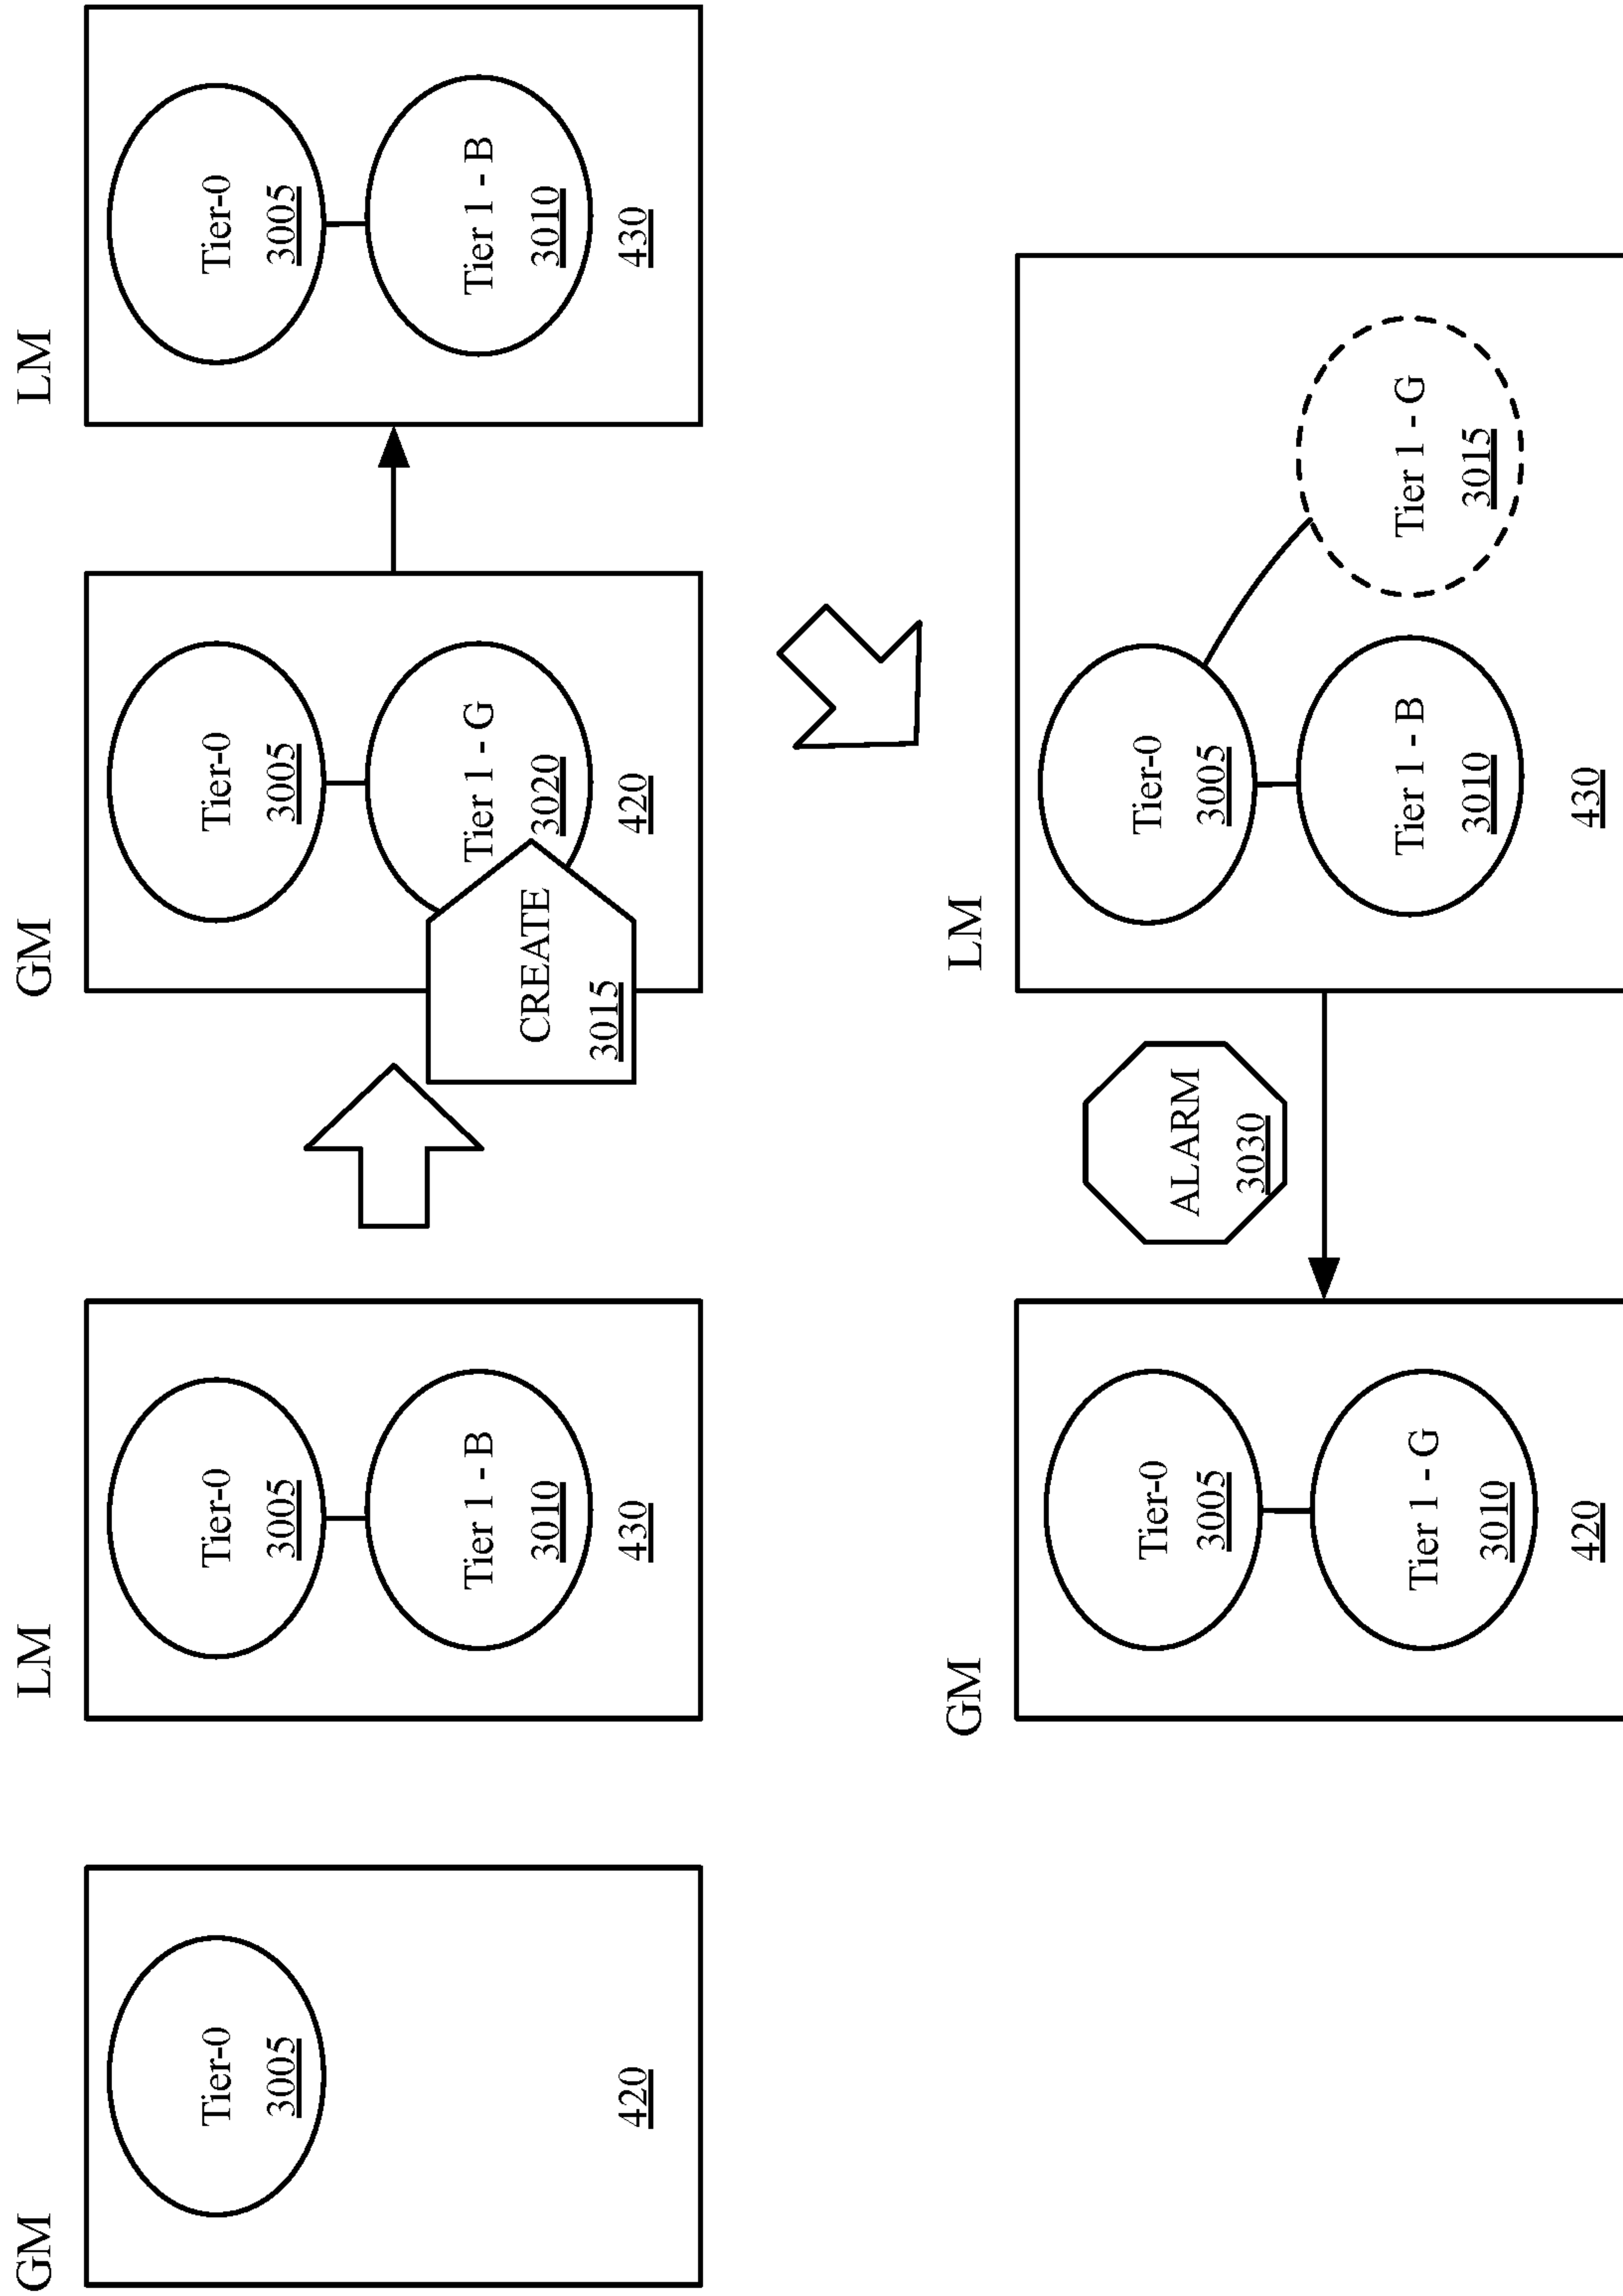 GM
Tier-0
3005
420
LM
Tier-0
3005
Tier 1 - B
3010
430
GM
Tier-0
3005
Tier 1 - G
3020
CREATE
3015
420
LM
Tier-0
3005
Tier 1 - B
3010
430
GM
Tier-0
3005
Tier 1 - G
3010
420
ALARM
3030
LM
Tier-0
3005
Tier 1 - B
3010
Tier 1 - G
3015
430